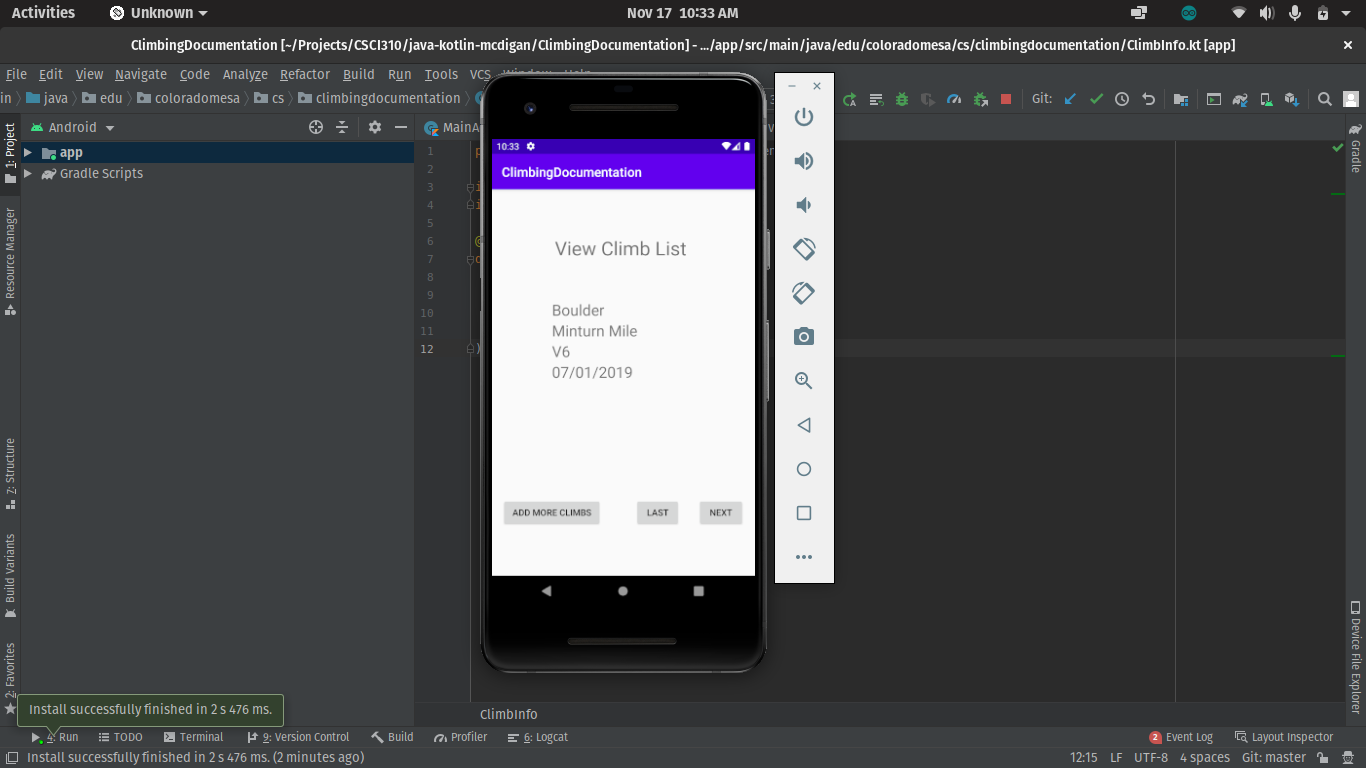 Activities
Unknown
Nov 17 10:33 AM
ClimbingDocumentation [~/Projects/CSCI310/java-kotlin-mcdigan/ClimbingDocumentation] - .../app/src/main/java/edu/coloradomesa/cs/climbingdocumentation/ClimbInfo.kt [app]
File Edit View Navigate Code Analyze Refactor Build Run Tools VCS Window Help
in java edu coloradomesa cs climbingdocumentation
Git:
1: Project
Resource Manager
7: Structure
Build Variants
2: Favorites
Android
app
Gradle Scripts
MainA
1
2
3
4
5
6
7
8
9
10
11
12
10:33
ClimbingDocumentation
View Climb List
Boulder
Minturn Mile
V6
07/01/2019
ADD MORE CLIMBS
LAST
NEXT
Gradle
Device File Explorer
ClimbInfo
Install successfully finished in 2 s 476 ms.
4: Run TODO Terminal 9: Version Control Build Profiler 6: Logcat
2 Event Log Layout Inspector
Install successfully finished in 2 s 476 ms. (2 minutes ago)
12:15 LF UTF-8 4 spaces Git: master